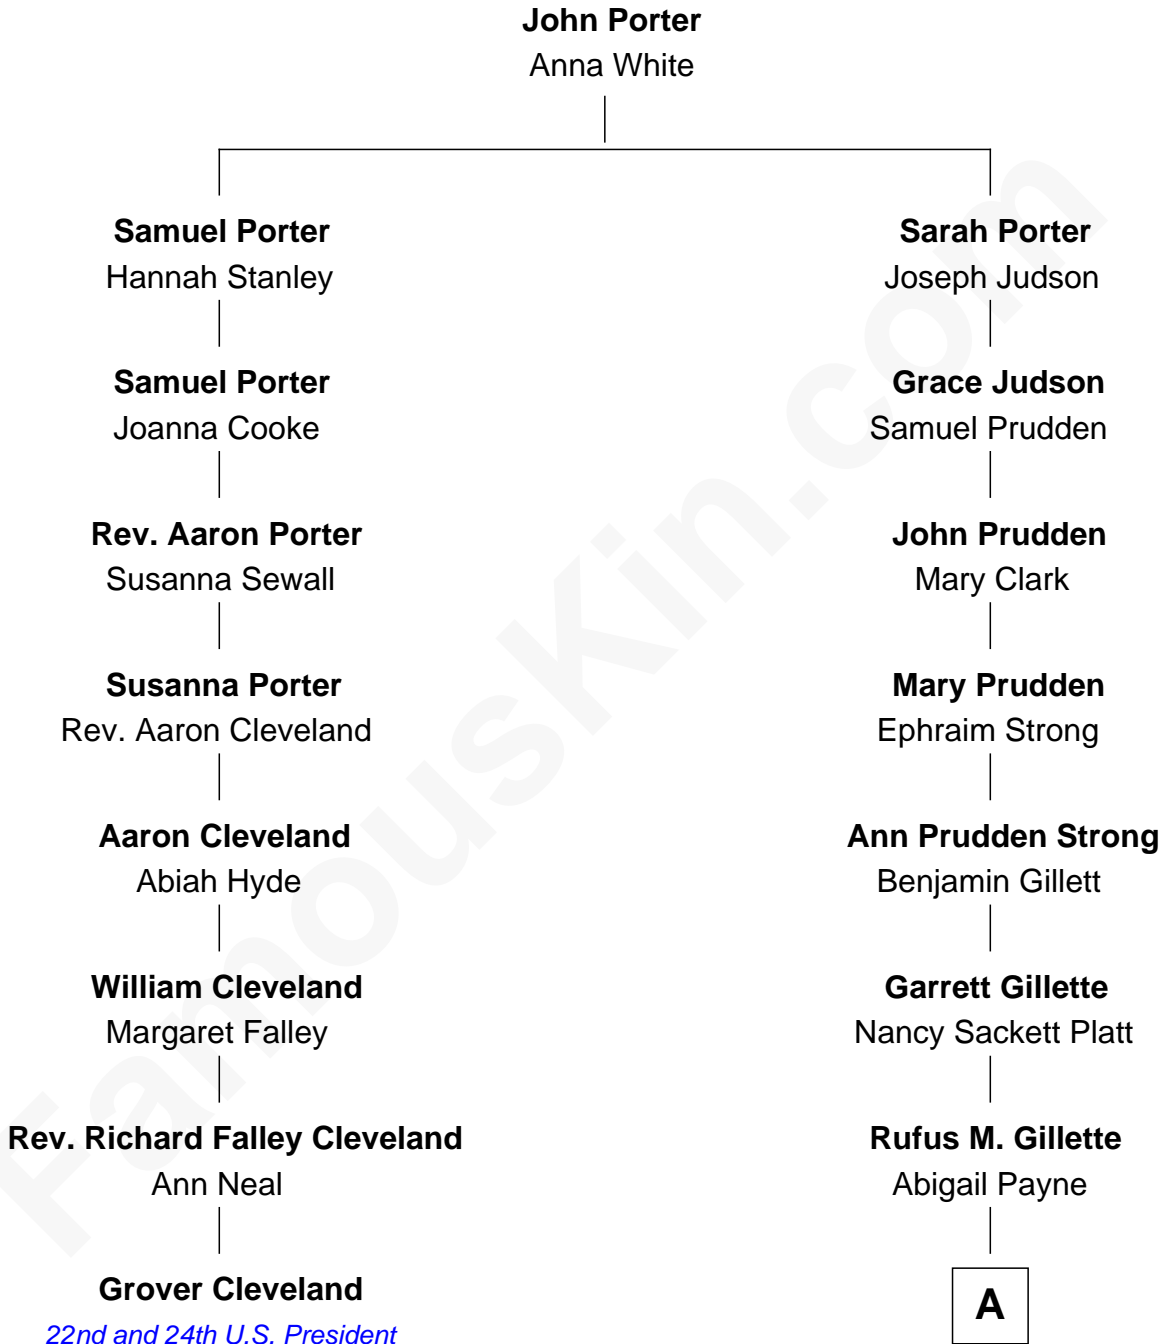 John Porter
Anna White
Samuel Porter
Hannah Stanley
Sarah Porter
Joseph Judson
Samuel Porter
Joanna Cooke
Grace Judson
Samuel Prudden
Rev. Aaron Porter
Susanna Sewall
John Prudden
Mary Clark
Susanna Porter
Rev. Aaron Cleveland
Mary Prudden
Ephraim Strong
Aaron Cleveland
Abiah Hyde
Ann Prudden Strong
Benjamin Gillett
William Cleveland
Margaret Falley
Garrett Gillette
Nancy Sackett Platt
Rev. Richard Falley Cleveland
Ann Neal
Rufus M. Gillette
Abigail Payne
Grover Cleveland
22nd and 24th U.S. President
A
FamousKin.com